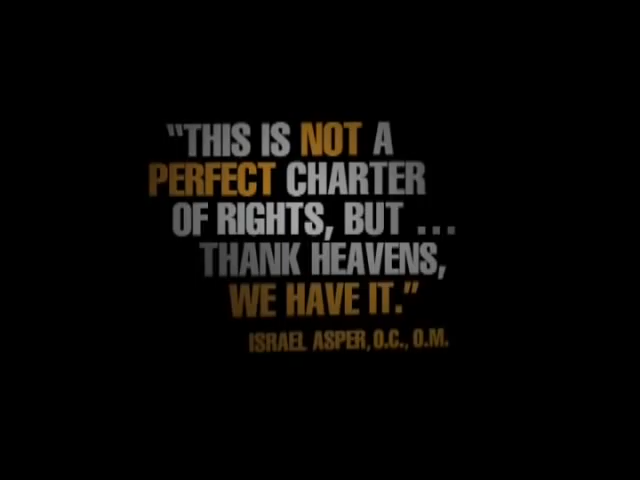 “THIS IS NOT A
PERFECT CHARTER
OF RIGHTS, BUT ...
THANK HEAVENS,
WE HAVE IT.”
ISRAEL ASPER, O.C., O.M.